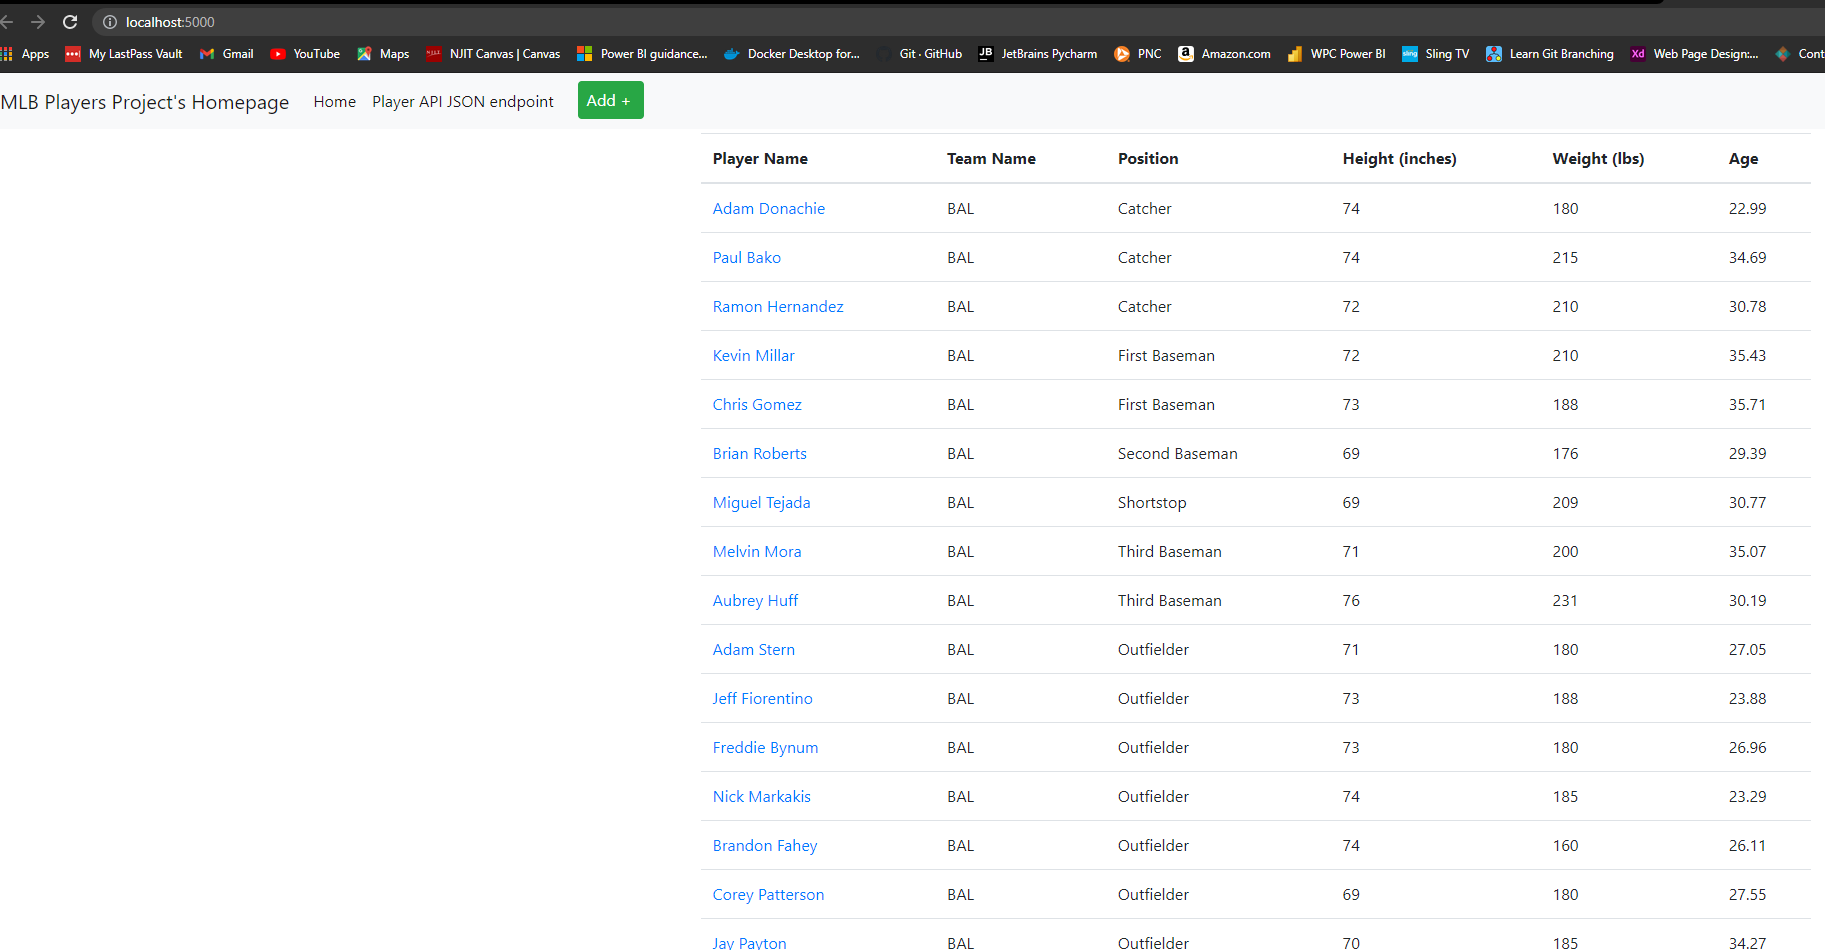 localhost:5000
Apps My LastPass Vault Gmail YouTube Maps NJIT Canvas | Canvas Power BI guidance... Docker Desktop for... Git · GitHub JB JetBrains Pycharm PNC a Amazon.com WPC Power BI sling Sling TV Learn Git Branching Xd Web Page Design:... Cont
MLB Players Project's Homepage Home Player API JSON endpoint Add +
Player Name Team Name Position Height (inches) Weight (lbs) Age
Adam Donachie BAL Catcher 74 180 22.99
Paul Bako BAL Catcher 74 215 34.69
Ramon Hernandez BAL Catcher 72 210 30.78
Kevin Millar BAL First Baseman 72 210 35.43
Chris Gomez BAL First Baseman 73 188 35.71
Brian Roberts BAL Second Baseman 69 176 29.39
Miguel Tejada BAL Shortstop 69 209 30.77
Melvin Mora BAL Third Baseman 71 200 35.07
Aubrey Huff BAL Third Baseman 76 231 30.19
Adam Stern BAL Outfielder 71 180 27.05
Jeff Fiorentino BAL Outfielder 73 188 23.88
Freddie Bynum BAL Outfielder 73 180 26.96
Nick Markakis BAL Outfielder 74 185 23.29
Brandon Fahey BAL Outfielder 74 160 26.11
Corey Patterson BAL Outfielder 69 180 27.55
Jay Payton BAL Outfielder 70 185 34.27